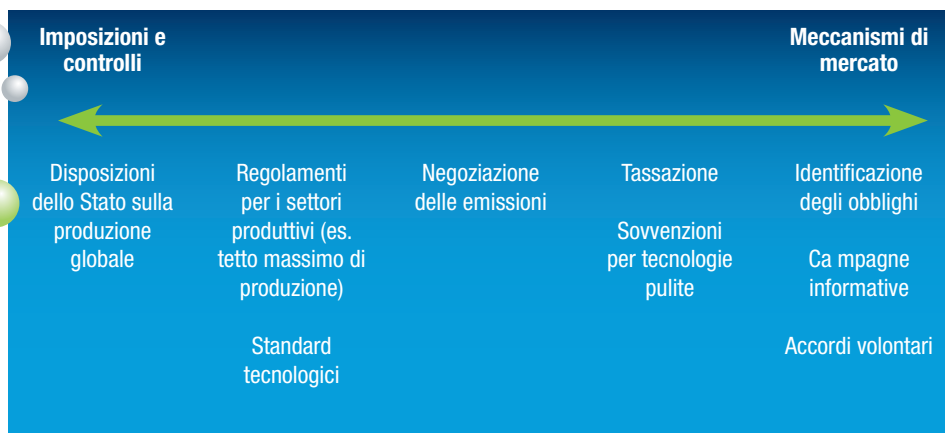 Imposizioni e
controlli
Meccanismi di
mercato
Disposizioni
dello Stato sulla
produzione
globale
Regolamenti
per i settori
produttivi (es.
tetto massimo di
produzione)
Standard
tecnologici
Negoziazione
delle emissioni
Tassazione
Sovvenzioni
per tecnologie
pulite
Identificazione
degli obblighi
Ca mpagne
informative
Accordi volontari